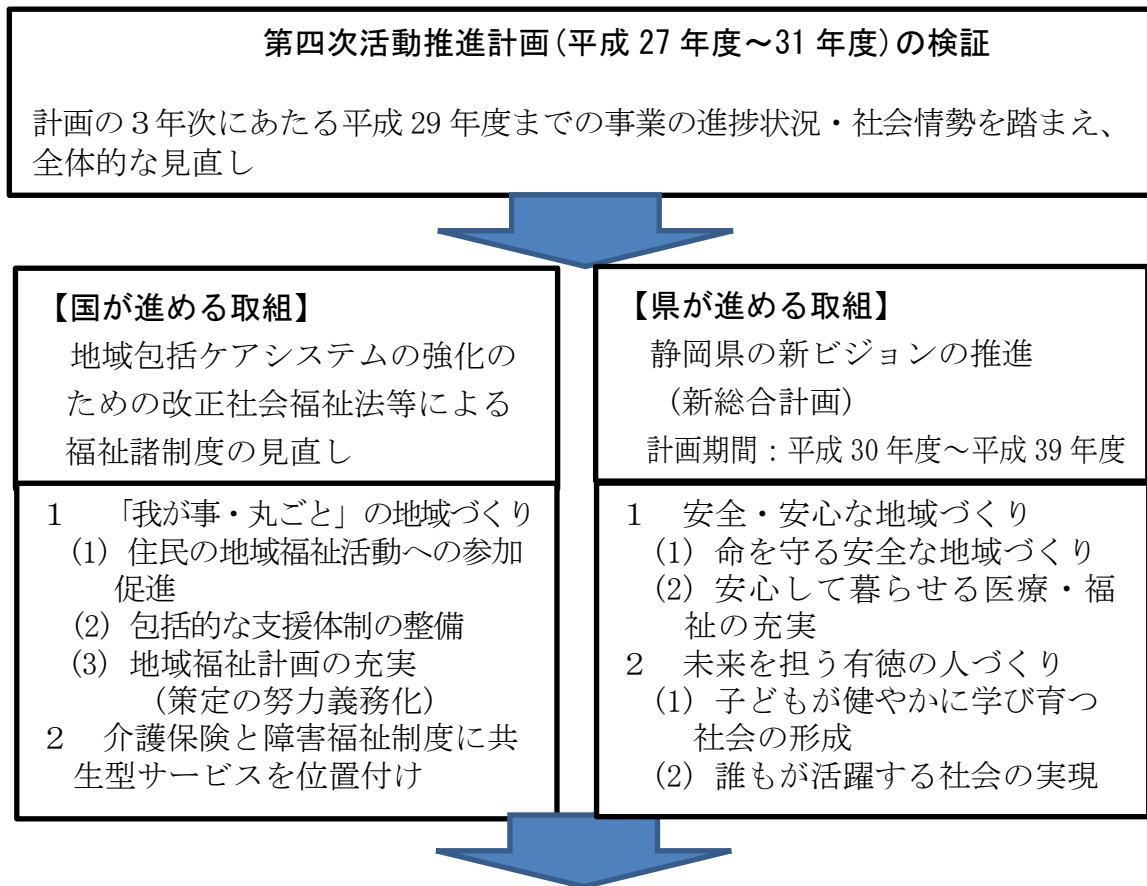 第四次活動推進計画(平成 27 年度~31 年度)の検証
計画の3年次にあたる平成 29 年度までの事業の進捗状況・社会情勢を踏まえ、
全体的な見直し
【国が進める取組】
地域包括ケアシステムの強化の
ための改正社会福祉法等による
福祉諸制度の見直し
1 「我が事・丸ごと」の地域づくり
(1) 住民の地域福祉活動への参加
促進
(2) 包括的な支援体制の整備
(3) 地域福祉計画の充実
(策定の努力義務化)
2 介護保険と障害福祉制度に共
生型サービスを位置付け
【県が進める取組】
静岡県の新ビジョンの推進
(新総合計画)
計画期間:平成 30 年度~平成 39 年度
1 安全・安心な地域づくり
(1) 命を守る安全な地域づくり
(2) 安心して暮らせる医療・福
祉の充実
2 未来を担う有徳の人づくり
(1) 子どもが健やかに学び育つ
社会の形成
(2) 誰もが活躍する社会の実現